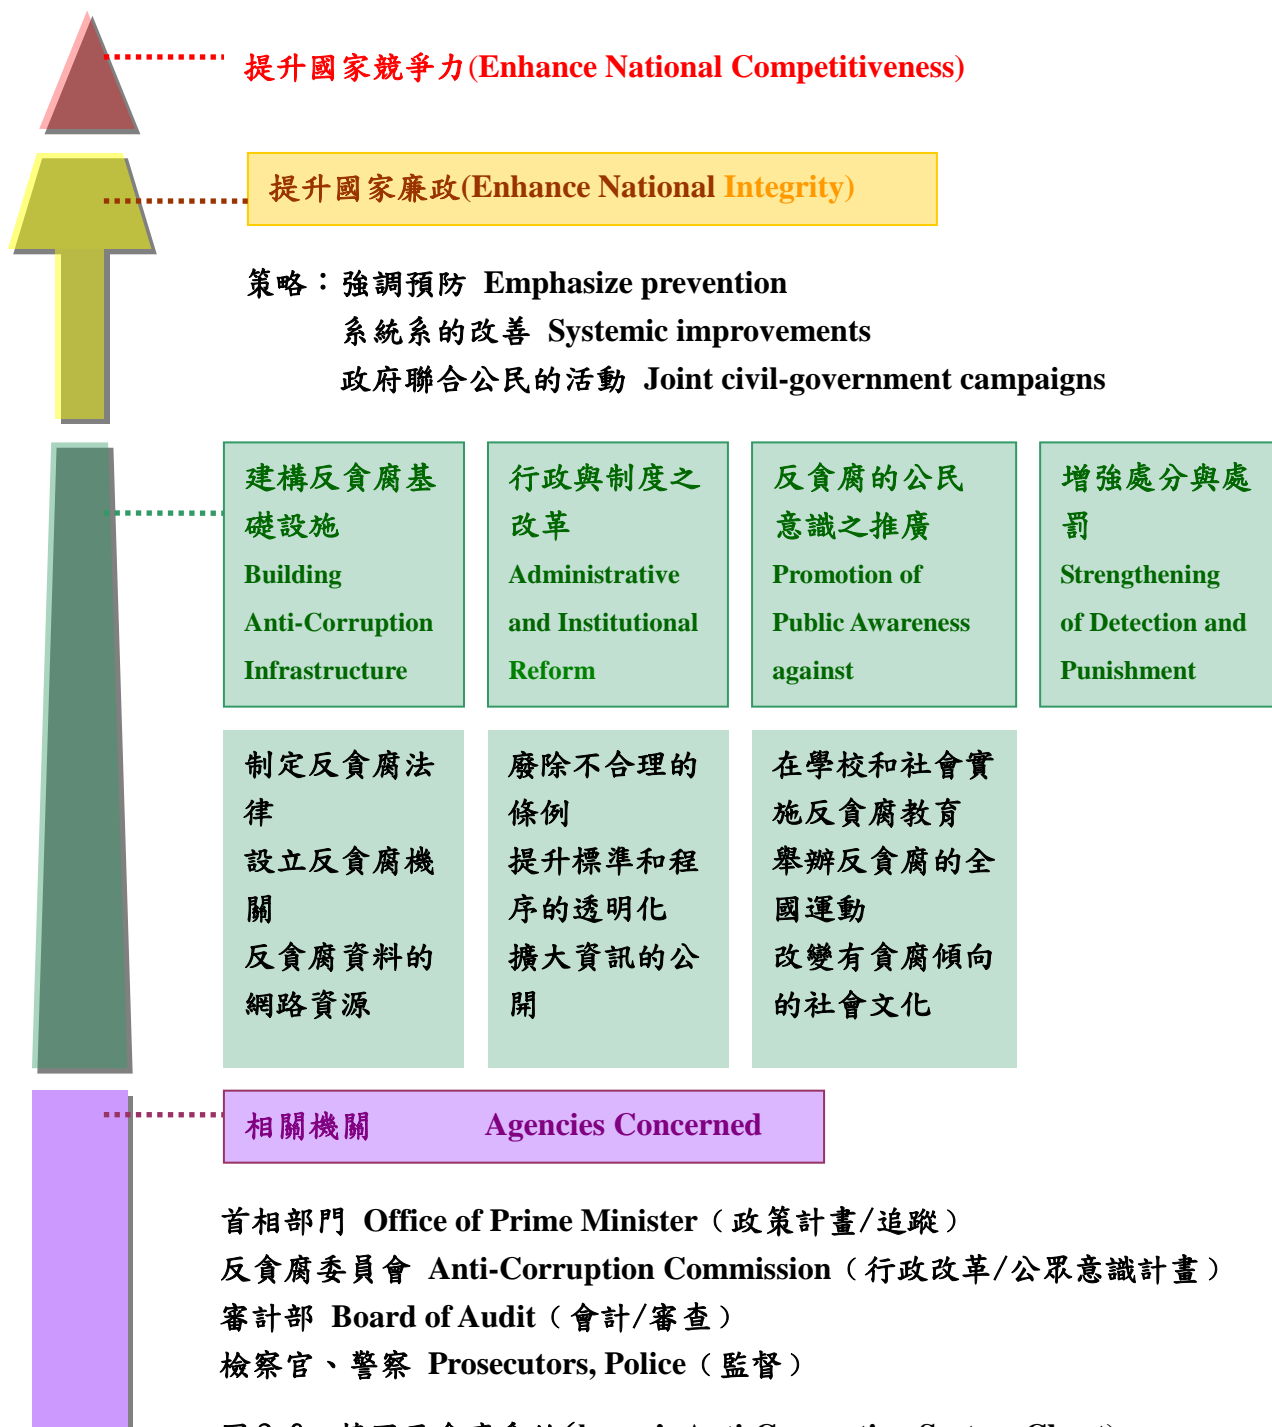 提升國家競爭力(Enhance National Competitiveness)
提升國家廉政(Enhance National Integrity)
策略：強調預防 Emphasize prevention
系統系的改善 Systemic improvements
政府聯合公民的活動 Joint civil-government campaigns
建構反貪腐基
礎設施
Building
Anti-Corruption
Infrastructure
行政與制度之
改革
Administrative
and Institutional
Reform
反貪腐的公民
意識之推廣
Promotion of
Public Awareness
against
增強處分與處
罰
Strengthening
of Detection and
Punishment
制定反貪腐法
律
設立反貪腐機
關
反貪腐資料的
網路資源
廢除不合理的
條例
提升標準和程
序的透明化
擴大資訊的公
開
在學校和社會實
施反貪腐教育
舉辦反貪腐的全
國運動
改變有貪腐傾向
的社會文化
相關機關 Agencies Concerned
首相部門 Office of Prime Minister（政策計畫/追蹤）
反貪腐委員會 Anti-Corruption Commission（行政改革/公眾意識計畫）
審計部 Board of Audit（會計/審查）
檢察官、警察 Prosecutors, Police（監督）